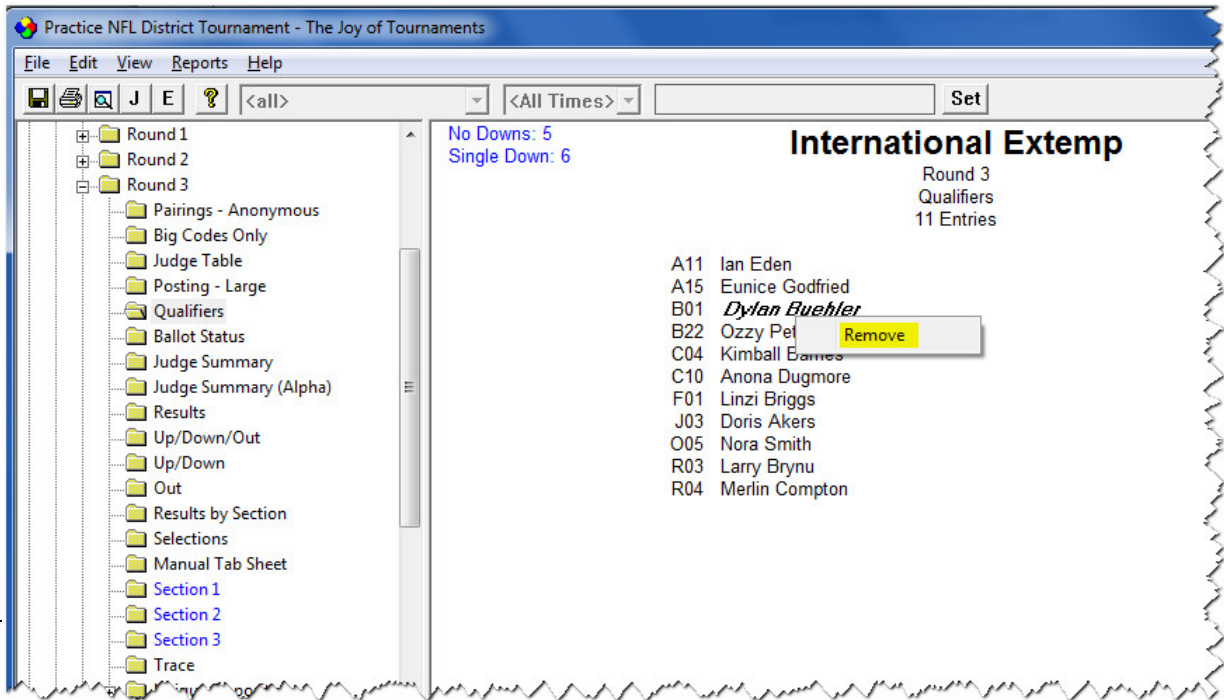 Practice NFL District Tournament - The Joy of Tournaments
File Edit View Reports Help
J E <all> <All Times> Set
Round 1
Round 2
Round 3
Pairings - Anonymous
Big Codes Only
Judge Table
Posting - Large
Qualifiers
Ballot Status
Judge Summary
Judge Summary (Alpha)
Results
Up/Down/Out
Up/Down
Out
Results by Section
Selections
Manual Tab Sheet
Section 1
Section 2
Section 3
Trace
No Downs: 5
Single Down: 6
International Extemp
Round 3
Qualifiers
11 Entries
A11 Ian Eden
A15 Eunice Godfried
B01 Dylan Buehler
B22 Ozzy Pet
Remove
C04 Kimball Barnes
C10 Anona Dugmore
F01 Linzi Briggs
J03 Doris Akers
O05 Nora Smith
R03 Larry Brynu
R04 Merlin Compton